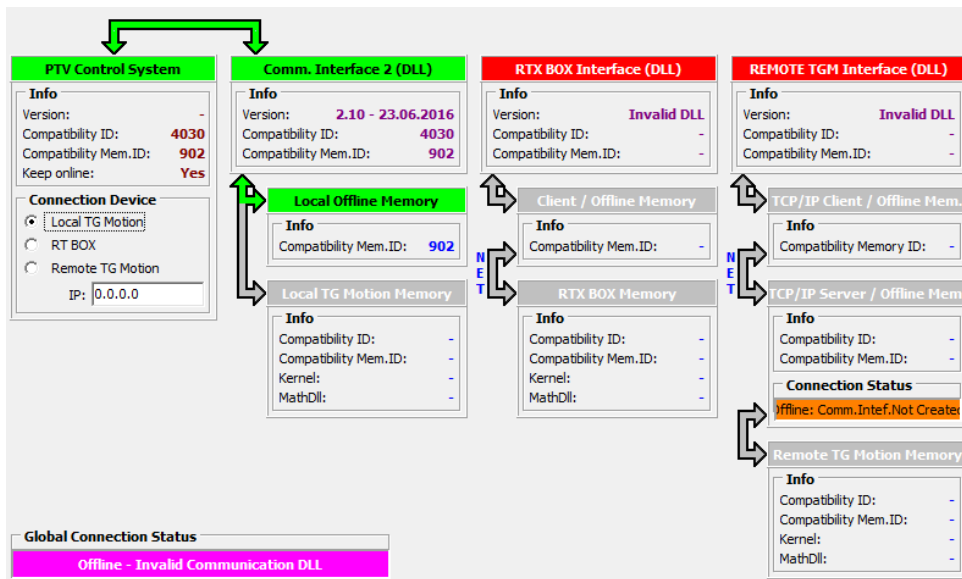 PTV Control System
Info
Version: -
Compatibility ID: 4030
Compatibility Mem.ID: 902
Keep online: Yes
Connection Device
Local TG Motion
RT BOX
Remote TG Motion
IP: 0.0.0.0
Comm. Interface 2 (DLL)
Info
Version: 2.10 - 23.06.2016
Compatibility ID: 4030
Compatibility Mem.ID: 902
Local Offline Memory
Info
Compatibility Mem.ID: 902
Local TG Motion Memory
Info
Compatibility ID: -
Compatibility Mem.ID: -
Kernel: -
MathDll: -
RTX BOX Interface (DLL)
Info
Version: Invalid DLL
Compatibility ID: -
Compatibility Mem.ID: -
NET
Client / Offline Memory
Info
Compatibility Mem.ID: -
RTX BOX Memory
Info
Compatibility ID: -
Compatibility Mem.ID: -
Kernel: -
MathDll: -
REMOTE TGM Interface (DLL)
Info
Version: Invalid DLL
Compatibility ID: -
Compatibility Mem.ID: -
NET
TCP/IP Client / Offline Mem.
Info
Compatibility Memory ID: -
TCP/IP Server / Offline Mem
Info
Compatibility ID: -
Compatibility Mem.ID: -
Connection Status
Offline: Comm.Intef.Not Created
Remote TG Motion Memory
Info
Compatibility ID: -
Compatibility Mem.ID: -
Kernel: -
MathDll: -
Global Connection Status
Offline - Invalid Communication DLL